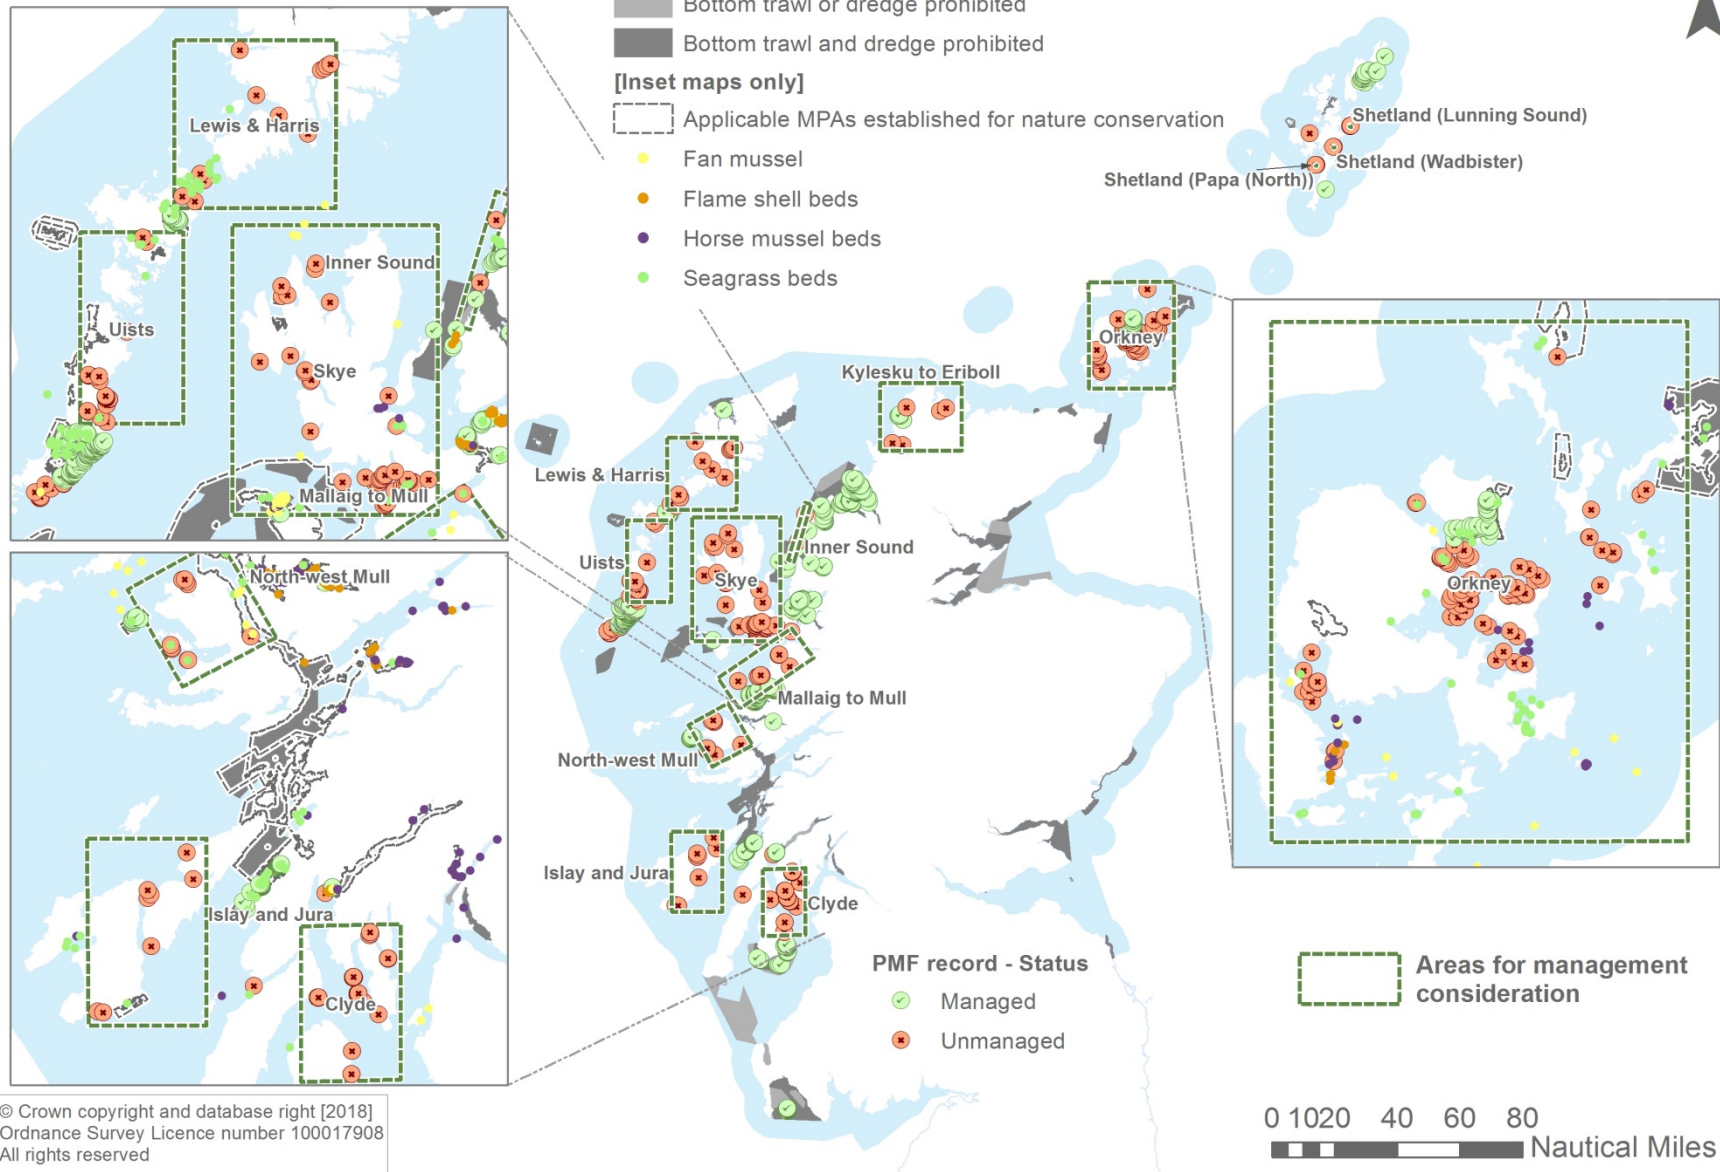 Bottom trawl or dredge prohibited
Bottom trawl and dredge prohibited
[Inset maps only]
Applicable MPAs established for nature conservation
Fan mussel
Flame shell beds
Horse mussel beds
Seagrass beds
Lewis & Harris
Inner Sound
Uists
Skye
Mallaig to Mull
Shetland (Lunning Sound)
Shetland (Wadbister)
Shetland (Papa (North))
Orkney
Kylesku to Eriboll
Lewis & Harris
Inner Sound
Uists
Skye
Mallaig to Mull
North-west Mull
Islay and Jura
Clyde
Orkney
North-west Mull
Islay and Jura
Clyde
PMF record - Status
Managed
Unmanaged
Areas for management
consideration
© Crown copyright and database right [2018]
Ordnance Survey Licence number 100017908
All rights reserved
0 1020 40 60 80
Nautical Miles